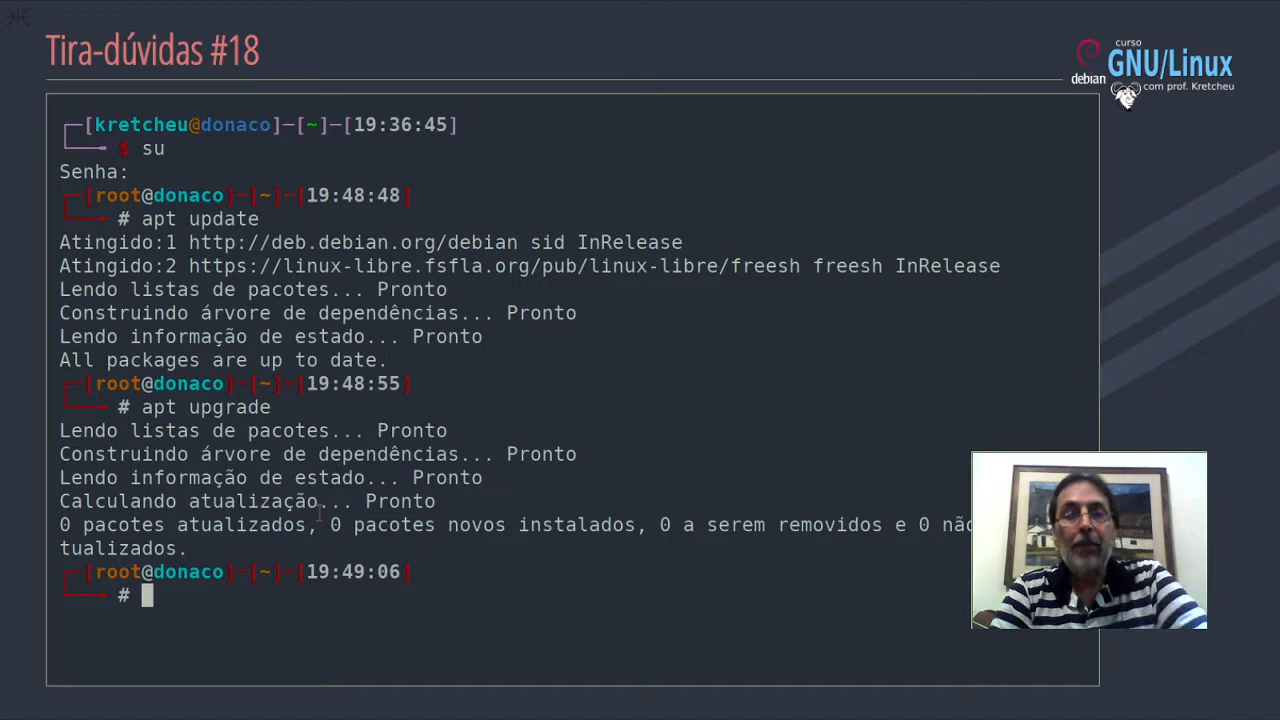 Tira-dúvidas #18
curso
GNU/Linux
debian
com prof. Kretcheu
┌─[kretcheu@donaco]─[~]─[19:36:45]
└──╼ $ su
Senha:
┌─[root@donaco]─[~]─[19:48:48]
└──╼ # apt update
Atingido:1 http://deb.debian.org/debian sid InRelease
Atingido:2 https://linux-libre.fsfla.org/pub/linux-libre/freesh freesh InRelease
Lendo listas de pacotes... Pronto
Construindo árvore de dependências... Pronto
Lendo informação de estado... Pronto
All packages are up to date.
┌─[root@donaco]─[~]─[19:48:55]
└──╼ # apt upgrade
Lendo listas de pacotes... Pronto
Construindo árvore de dependências... Pronto
Lendo informação de estado... Pronto
Calculando atualização... Pronto
0 pacotes atualizados, 0 pacotes novos instalados, 0 a serem removidos e 0 nã
tualizados.
┌─[root@donaco]─[~]─[19:49:06]
└──╼ #